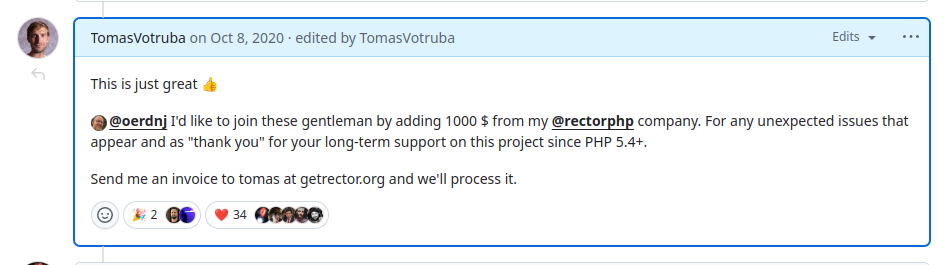 TomasVotruba on Oct 8, 2020 · edited by TomasVotruba
Edits
This is just great 👍
@oerdnj I'd like to join these gentleman by adding 1000 $ from my @rectorphp company. For any unexpected issues that
appear and as "thank you" for your long-term support on this project since PHP 5.4+.
Send me an invoice to tomas at getrector.org and we'll process it.
🎉 2 ❤️ 34